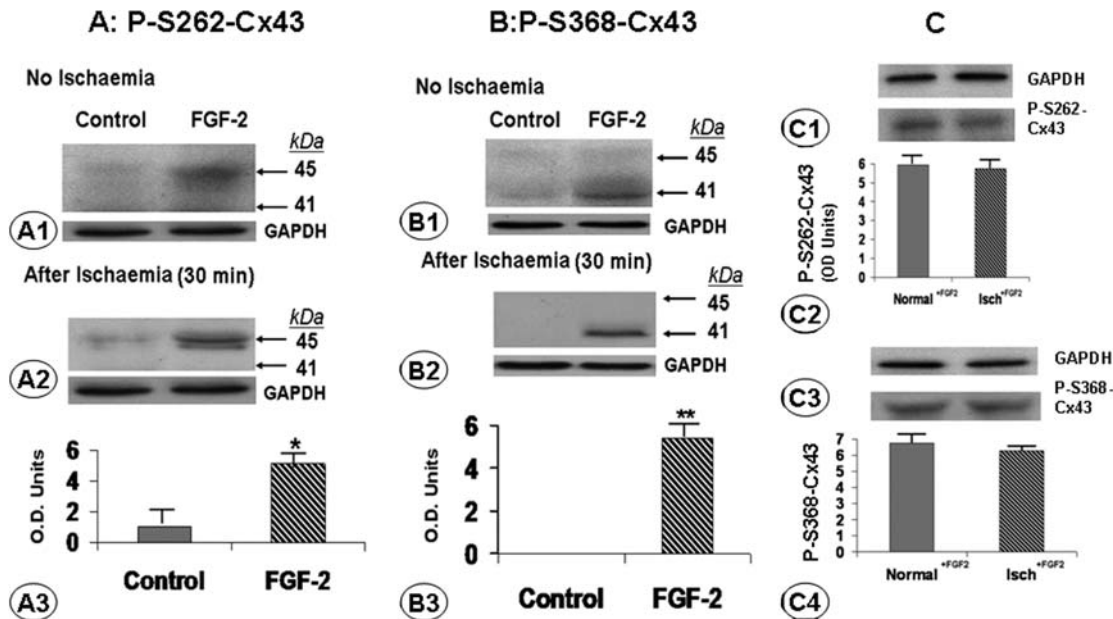 A: P-S262-Cx43
No Ischaemia
Control FGF-2
kDa
45
41
A1
GAPDH
After Ischaemia (30 min)
kDa
45
41
A2
GAPDH
O.D. Units
6
4
2
0
*
Control FGF-2
A3
B:P-S368-Cx43
No Ischaemia
Control FGF-2
kDa
45
41
B1
GAPDH
After Ischaemia (30 min)
kDa
45
41
B2
GAPDH
O.D. Units
6
4
2
0
**
Control FGF-2
B3
C
GAPDH
P-S262-
Cx43
C1
P-S262-Cx43
(OD Units)
6
5
4
3
2
1
0
Normal +FGF2 Isch +FGF2
C2
GAPDH
P-S368-
Cx43
C3
P-S368-Cx43
7
6
5
4
3
2
1
0
Normal +FGF2 Isch +FGF2
C4